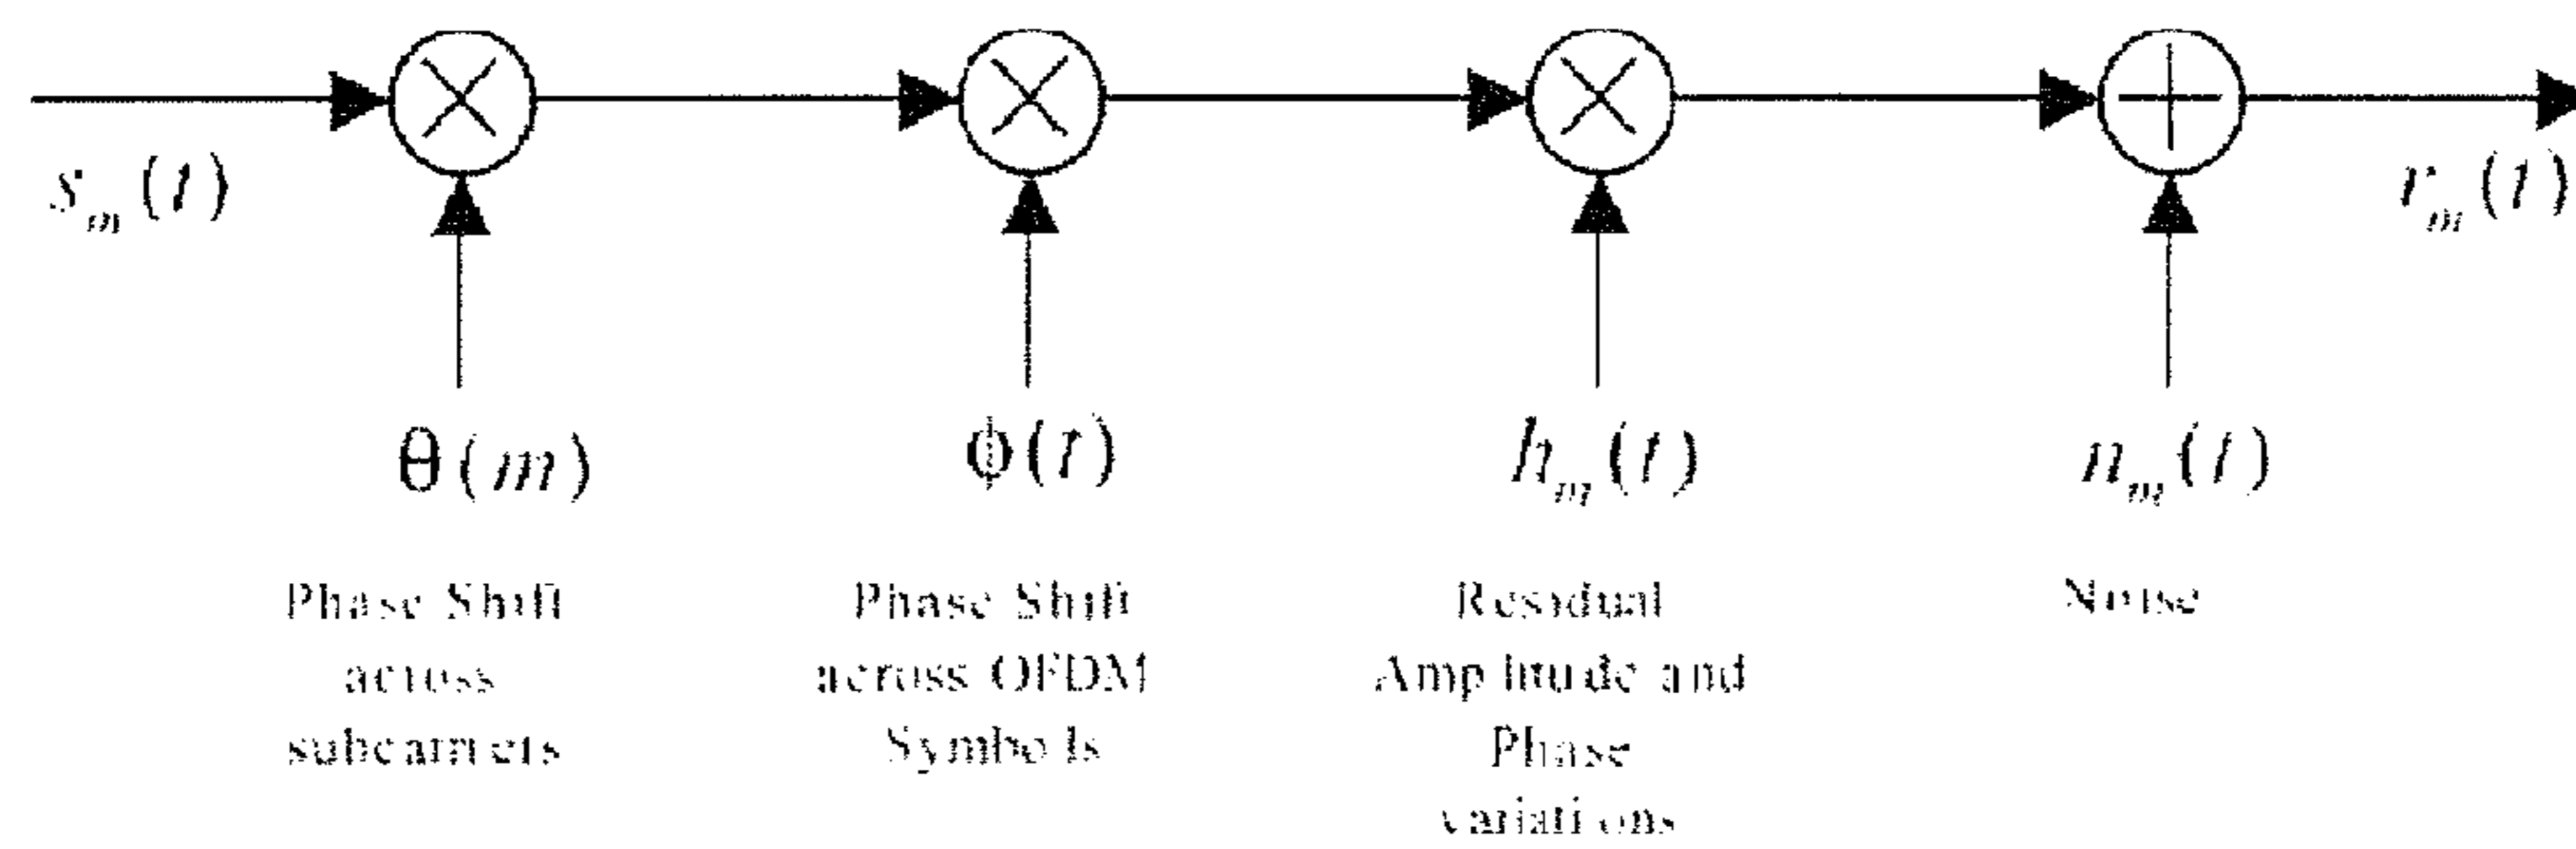 s_m(t)
r_m(t)
θ(m)
ϕ(t)
h_m(t)
n_m(t)
Phase Shift
across
subcarriers
Phase Shift
across OFDM
Symbols
Residual
Amplitude and
Phase
variations
Noise